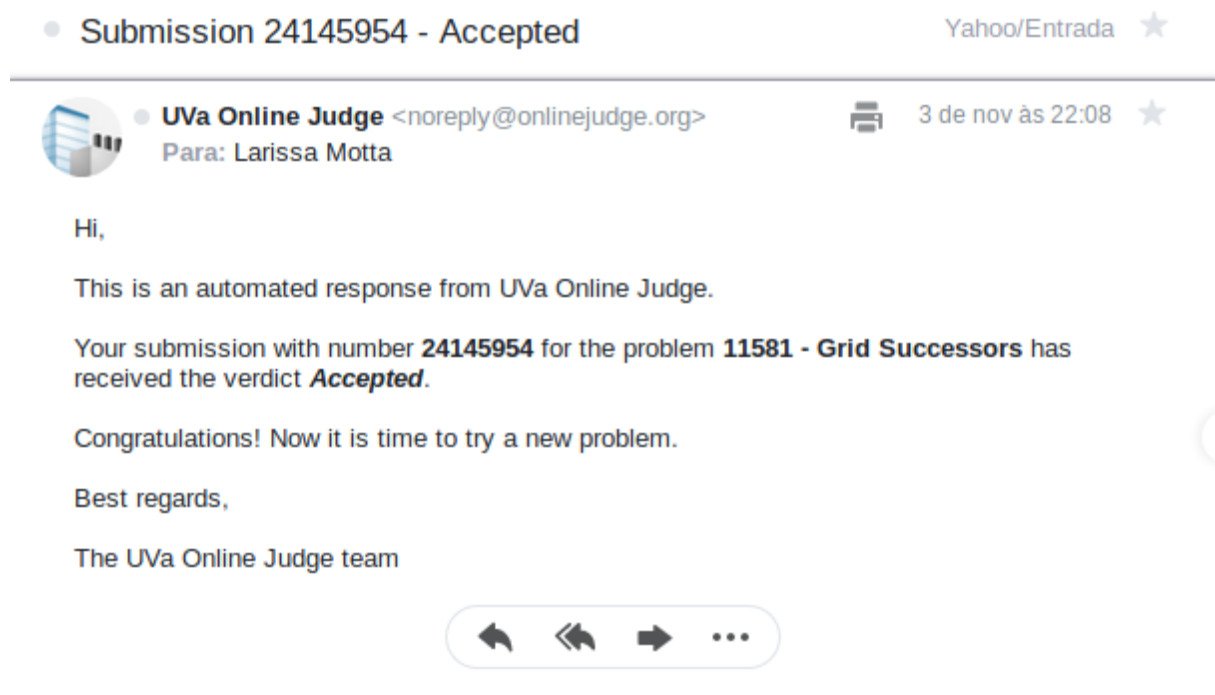 Submission 24145954 - Accepted
Yahoo/Entrada
UVa Online Judge <noreply@onlinejudge.org>
3 de nov às 22:08
Para: Larissa Motta
Hi,
This is an automated response from UVa Online Judge.
Your submission with number 24145954 for the problem 11581 - Grid Successors has
received the verdict Accepted.
Congratulations! Now it is time to try a new problem.
Best regards,
The UVa Online Judge team